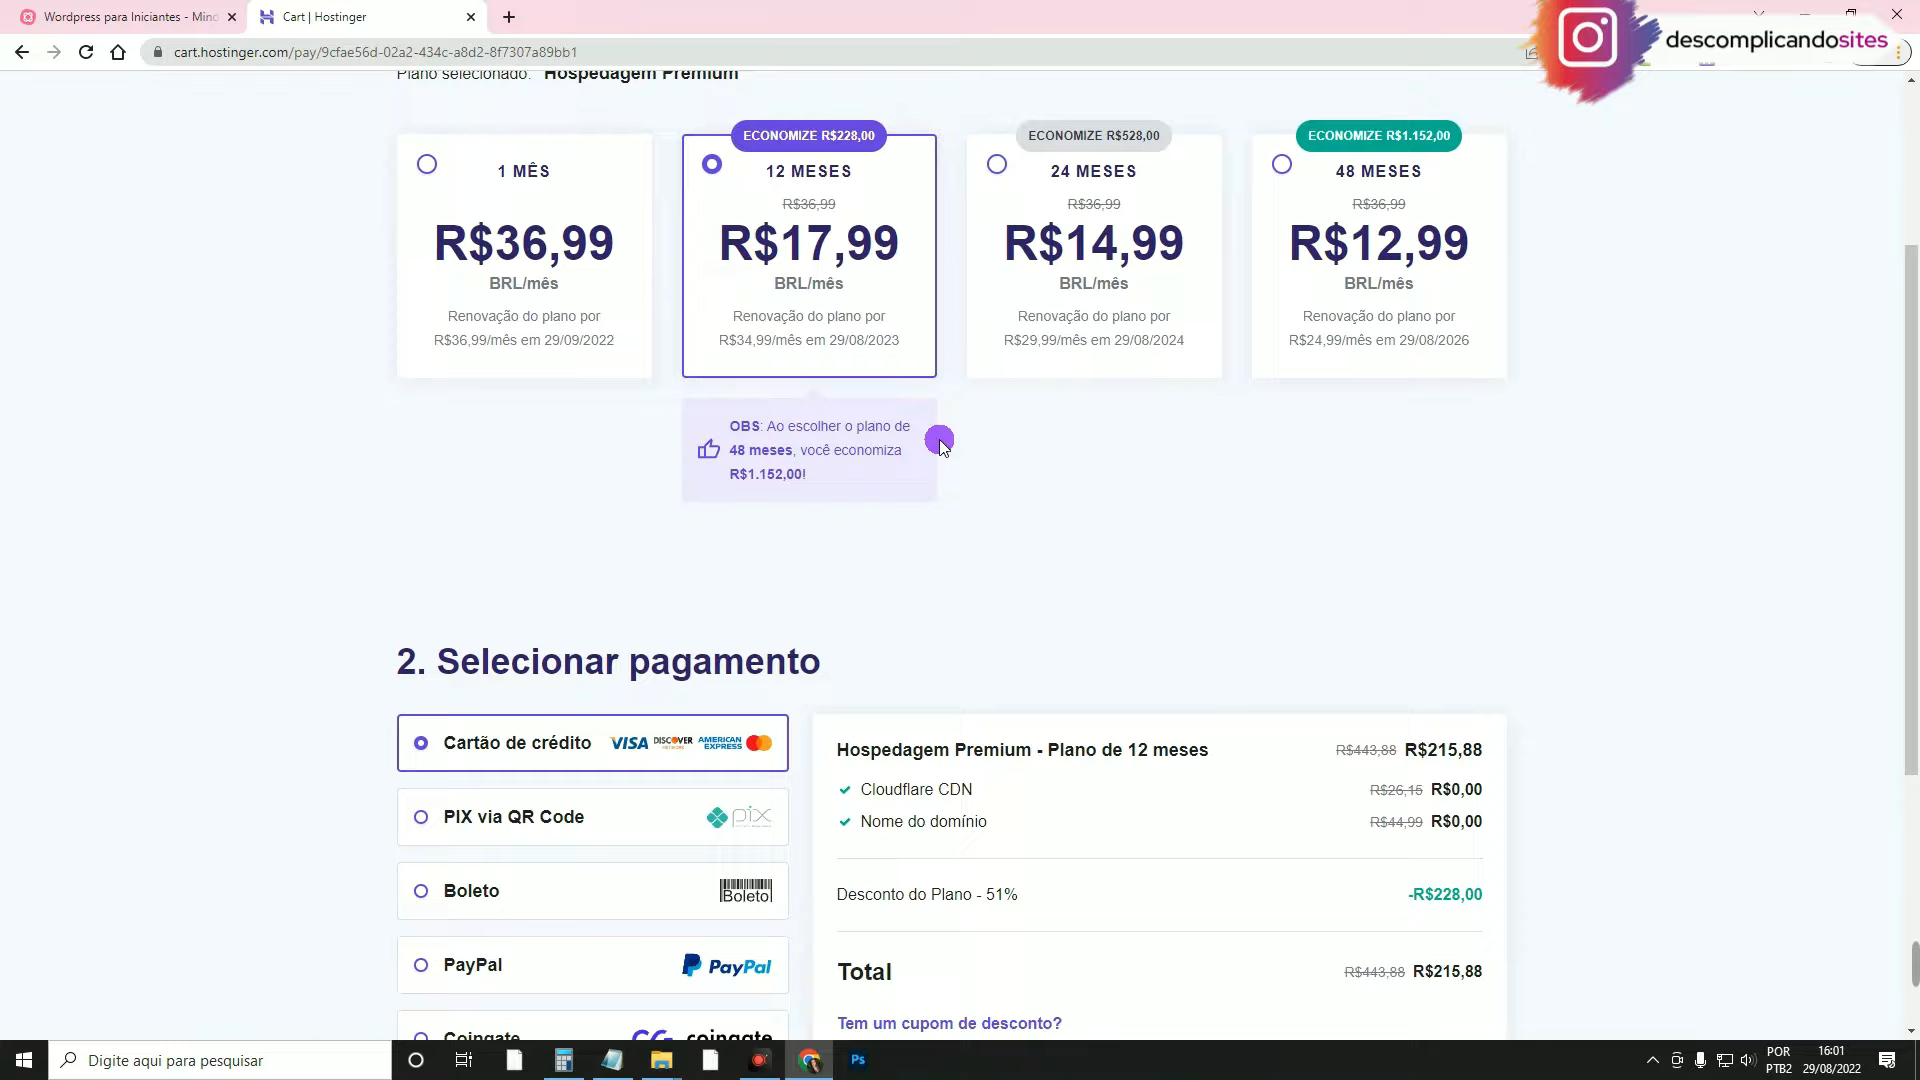 Wordpress para Iniciantes - Mind
Cart | Hostinger
descomplicandosites
cart.hostinger.com/pay/9cfae56d-02a2-434c-a8d2-8f7307a89bb1
Plano selecionado: Hospedagem Premium
ECONOMIZE R$228,00
ECONOMIZE R$528,00
ECONOMIZE R$1.152,00
1 MÊS
12 MESES
24 MESES
48 MESES
R$36,99
R$36,99
R$36,99
R$36,99
R$17,99
R$14,99
R$12,99
BRL/mês
BRL/mês
BRL/mês
BRL/mês
Renovação do plano por
R$36,99/mês em 29/09/2022
Renovação do plano por
R$34,99/mês em 29/08/2023
Renovação do plano por
R$29,99/mês em 29/08/2024
Renovação do plano por
R$24,99/mês em 29/08/2026
OBS: Ao escolher o plano de
48 meses, você economiza
R$1.152,00!
2. Selecionar pagamento
Cartão de crédito VISA DISCOVER AMERICAN EXPRESS
PIX via QR Code pix
Boleto Boleto
PayPal PayPal
Coingate coingate
Hospedagem Premium - Plano de 12 meses R$443,88 R$215,88
Cloudflare CDN R$26,15 R$0,00
Nome do domínio R$44,99 R$0,00
Desconto do Plano - 51% -R$228,00
Total R$443,88 R$215,88
Tem um cupom de desconto?
Digite aqui para pesquisar
Ps
POR
PTB2
16:01
29/08/2022